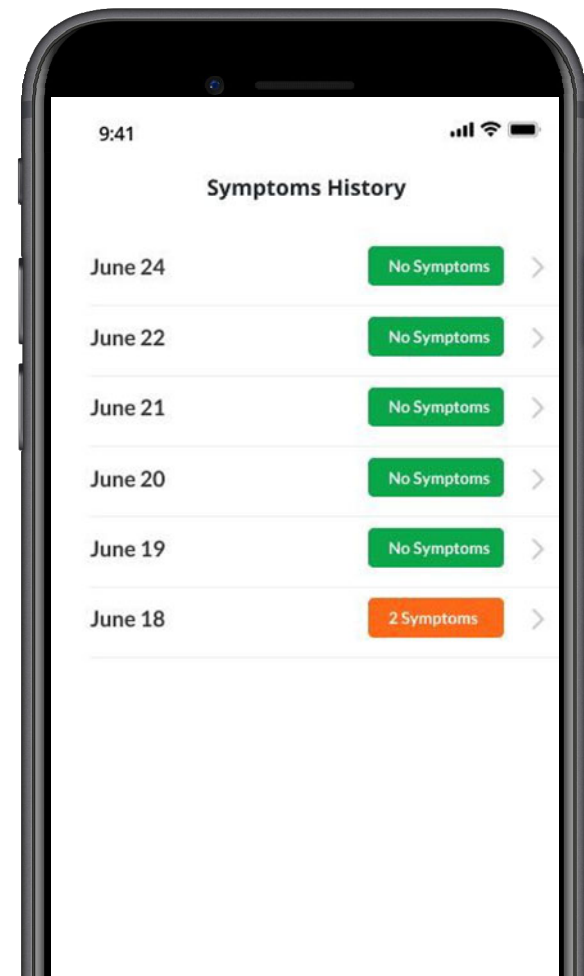 9:41
Symptoms History
June 24 No Symptoms
June 22 No Symptoms
June 21 No Symptoms
June 20 No Symptoms
June 19 No Symptoms
June 18 2 Symptoms